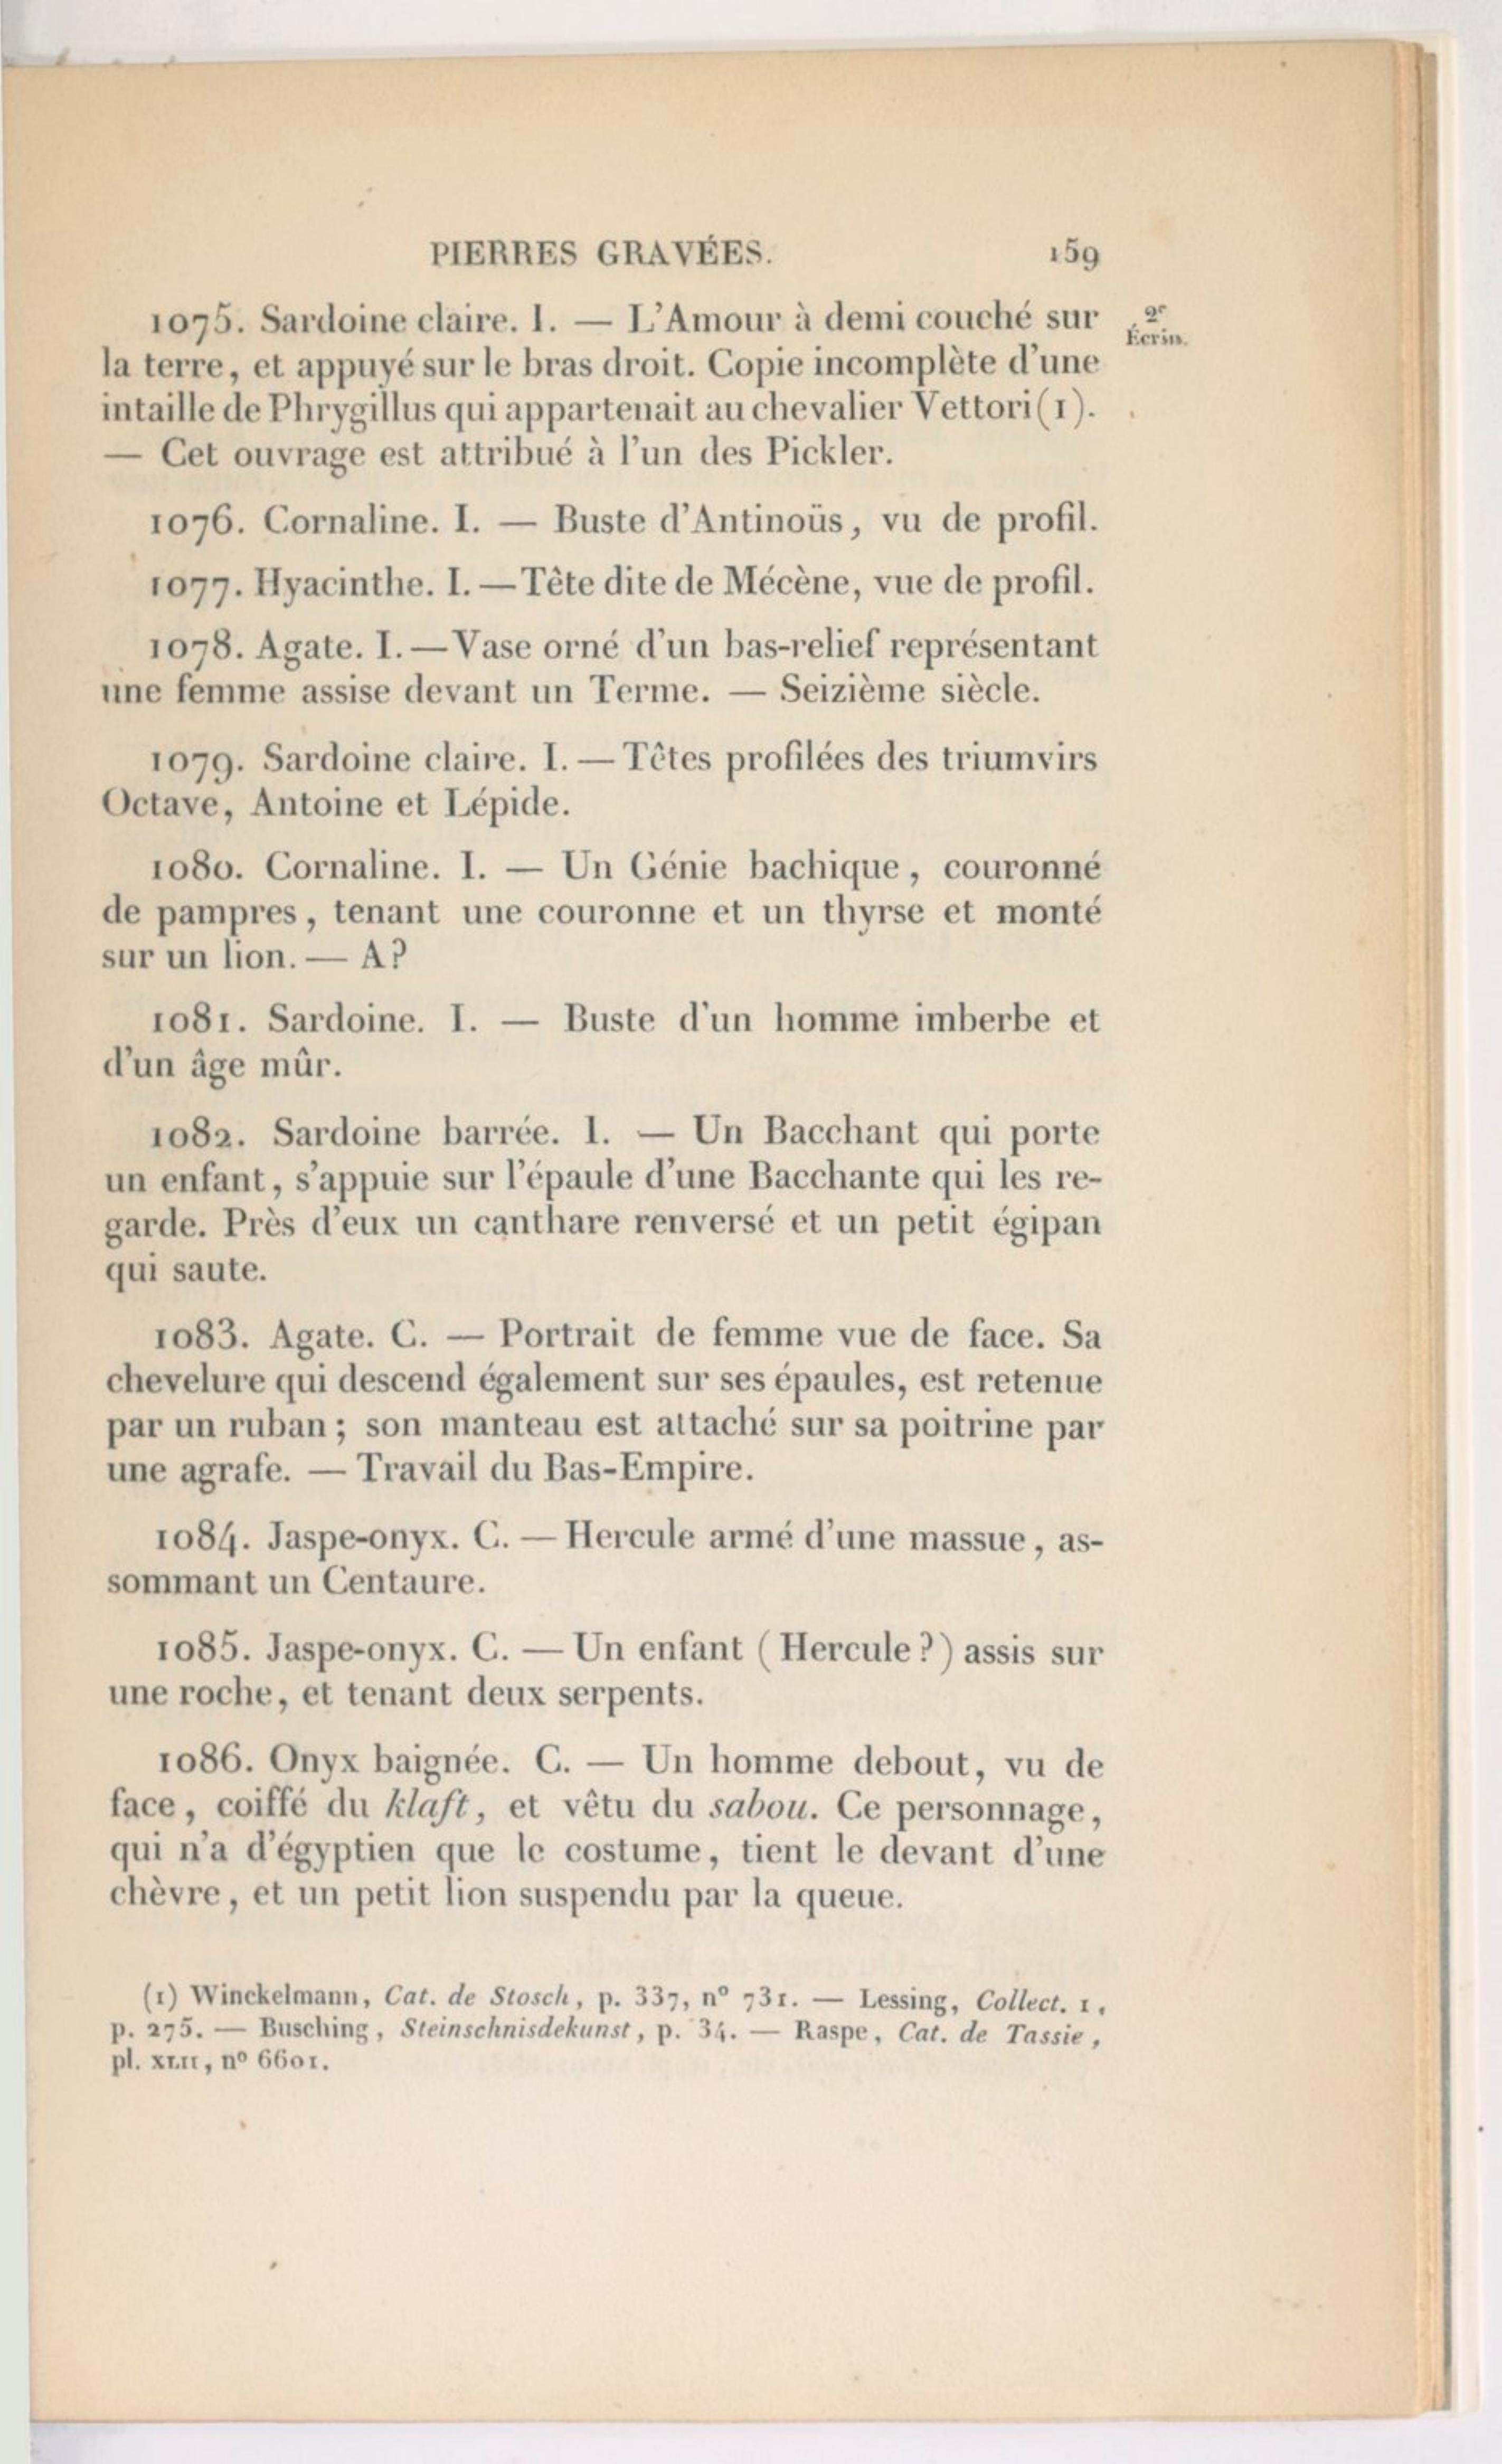 PIERRES GRAVÉES. 159
1075. Sardoine claire. I. — L'Amour à demi couché sur
2e
Écrin.
la terre, et appuyé sur le bras droit. Copie incomplète d'une
intaille de Phrygillus qui appartenait au chevalier Vettori (1).
— Cet ouvrage est attribué à l'un des Pickler.
1076. Cornaline. I. — Buste d'Antinoüs, vu de profil.
1077. Hyacinthe. I. — Tête dite de Mécène, vue de profil.
1078. Agate. I. — Vase orné d'un bas-relief représentant
une femme assise devant un Terme. — Seizième siècle.
1079. Sardoine claire. I. — Têtes profilées des triumvirs
Octave, Antoine et Lépide.
1080. Cornaline. I. — Un Génie bachique, couronné
de pampres, tenant une couronne et un thyrse et monté
sur un lion. — A?
1081. Sardoine. I. — Buste d'un homme imberbe et
d'un âge mûr.
1082. Sardoine barrée. I. — Un Bacchant qui porte
un enfant, s'appuie sur l'épaule d'une Bacchante qui les re-
garde. Près d'eux un canthare renversé et un petit égipan
qui saute.
1083. Agate. C. — Portrait de femme vue de face. Sa
chevelure qui descend également sur ses épaules, est retenue
par un ruban ; son manteau est attaché sur sa poitrine par
une agrafe. — Travail du Bas-Empire.
1084. Jaspe-onyx. C. — Hercule armé d'une massue, as-
sommant un Centaure.
1085. Jaspe-onyx. C. — Un enfant (Hercule ?) assis sur
une roche, et tenant deux serpents.
1086. Onyx baignée. C. — Un homme debout, vu de
face, coiffé du klaft, et vêtu du sabou. Ce personnage,
qui n'a d'égyptien que le costume, tient le devant d'une
chèvre, et un petit lion suspendu par la queue.
(1) Winckelmann, Cat. de Stosch, p. 337, nº 731. — Lessing, Collect. 1,
p. 275. — Busching, Steinschnisdekunst, p. 34. — Raspe, Cat. de Tassie,
pl. XLII, nº 6601.